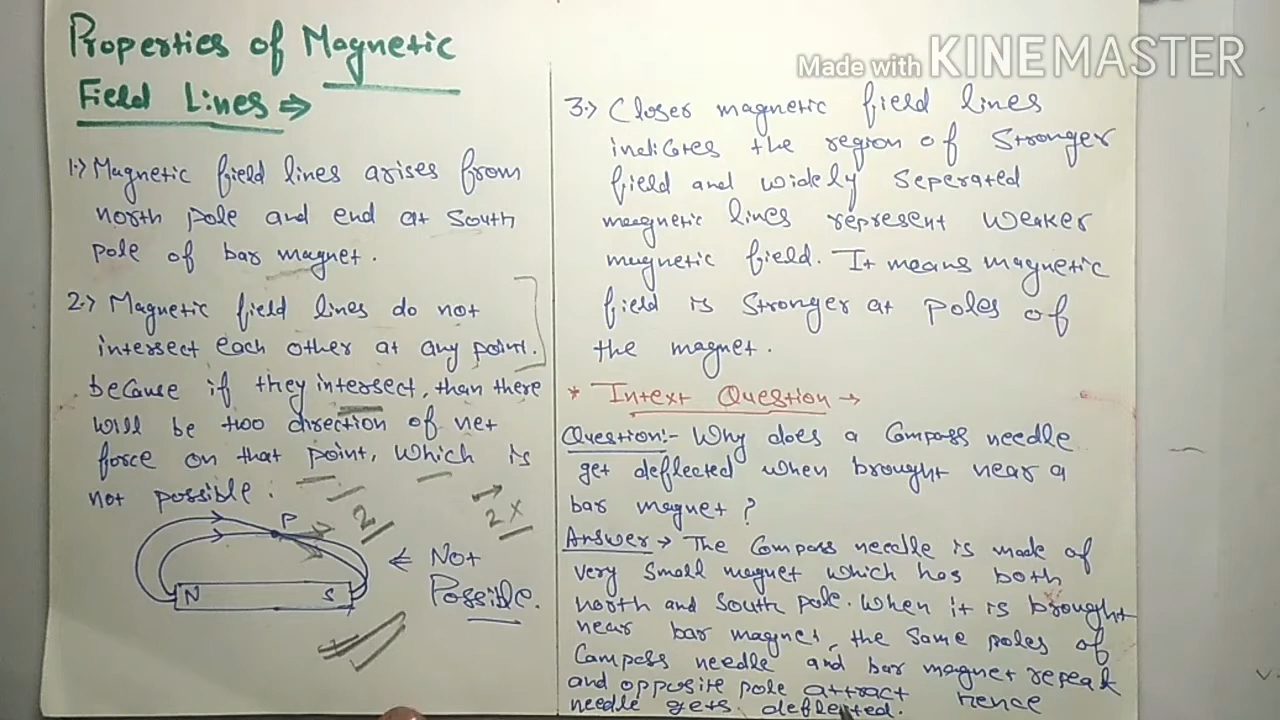 Properties of Magnetic
Field Lines ⇒
1.) Magnetic field lines arises from
north pole and end at south
pole of bar magnet.
2.) Magnetic field lines do not
intersect each other at any point.
because if they intersect, than there
will be two direction of net
force on that point, which is
not possible.
P
2
2 ×
N S
⇐ Not
Possible.
Made with KINEMASTER
3.) Closer magnetic field lines
indicates the region of stronger
field and widely seperated
magnetic lines represent weaker
magnetic field. It means magnetic
field is stronger at poles of
the magnet.
* Intext Question →
Question:- Why does a Compass needle
get deflected when brought near a
bar magnet?
Answer → The Compass needle is made of
very small magnet which has both
north and south pole. When it is brought
near bar magnet, the same poles of
Compass needle and bar magnet repeak
and opposite pole attract hence
needle gets deflected.